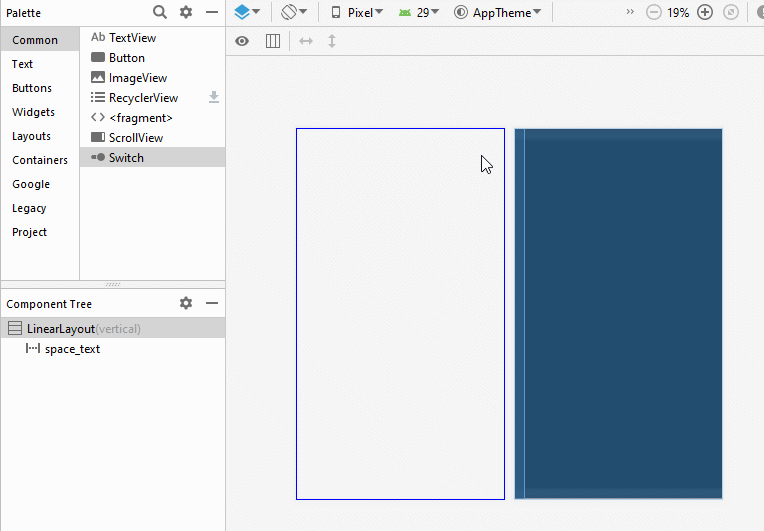 Palette
Pixel
29
AppTheme
»
19%
Common
Text
Buttons
Widgets
Layouts
Containers
Google
Legacy
Project
Ab TextView
Button
ImageView
RecyclerView
<fragment>
ScrollView
Switch
Component Tree
LinearLayout(vertical)
space_text